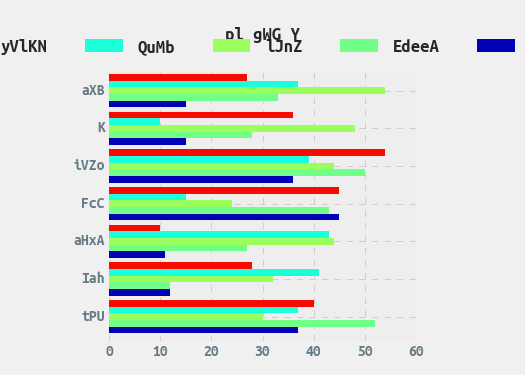 pl gWG Y
yVlKN QuMb lJnZ EdeeA
aXB
K
iVZo
FcC
aHxA
Iah
tPU
0 10 20 30 40 50 60